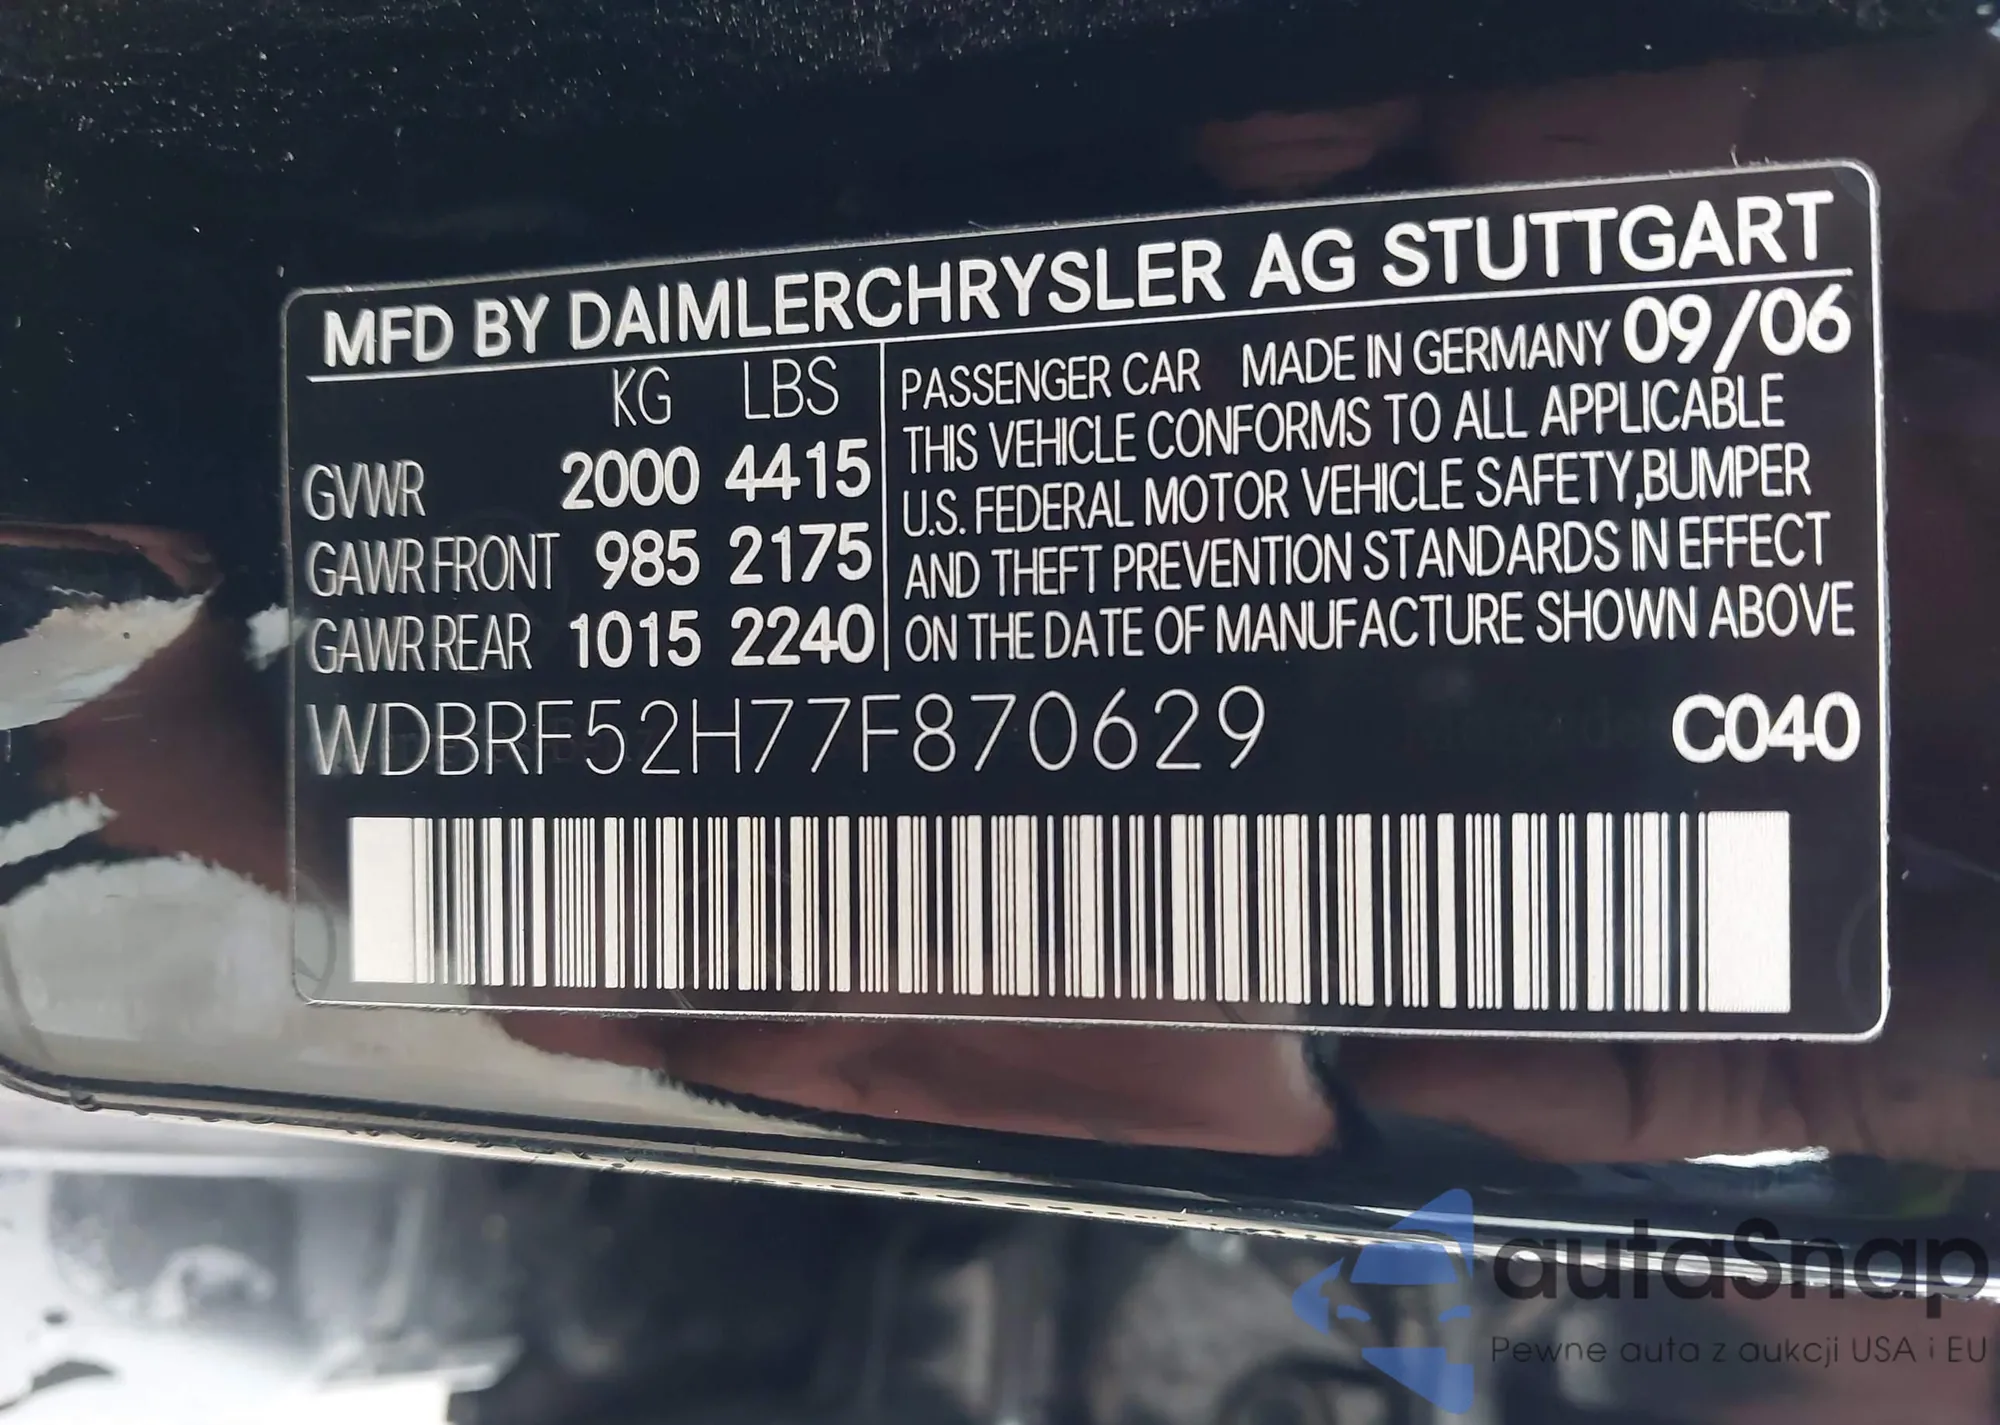 MFD BY DAIMLERCHRYSLER AG STUTTGART
KG LBS
GVWR 2000 4415
GAWR FRONT 985 2175
GAWR REAR 1015 2240
PASSENGER CAR MADE IN GERMANY 09/06
THIS VEHICLE CONFORMS TO ALL APPLICABLE
U.S. FEDERAL MOTOR VEHICLE SAFETY,BUMPER
AND THEFT PREVENTION STANDARDS IN EFFECT
ON THE DATE OF MANUFACTURE SHOWN ABOVE
WDBRF52H77F870629 C040
autaSnap
Pewne auta z aukcji USA i EU